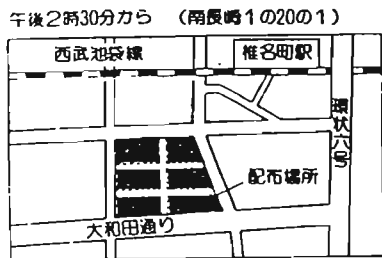 午後2時30分から （南長崎1の20の1）
西武池袋線
椎名町駅
環状六号
配布場所
大和田通り